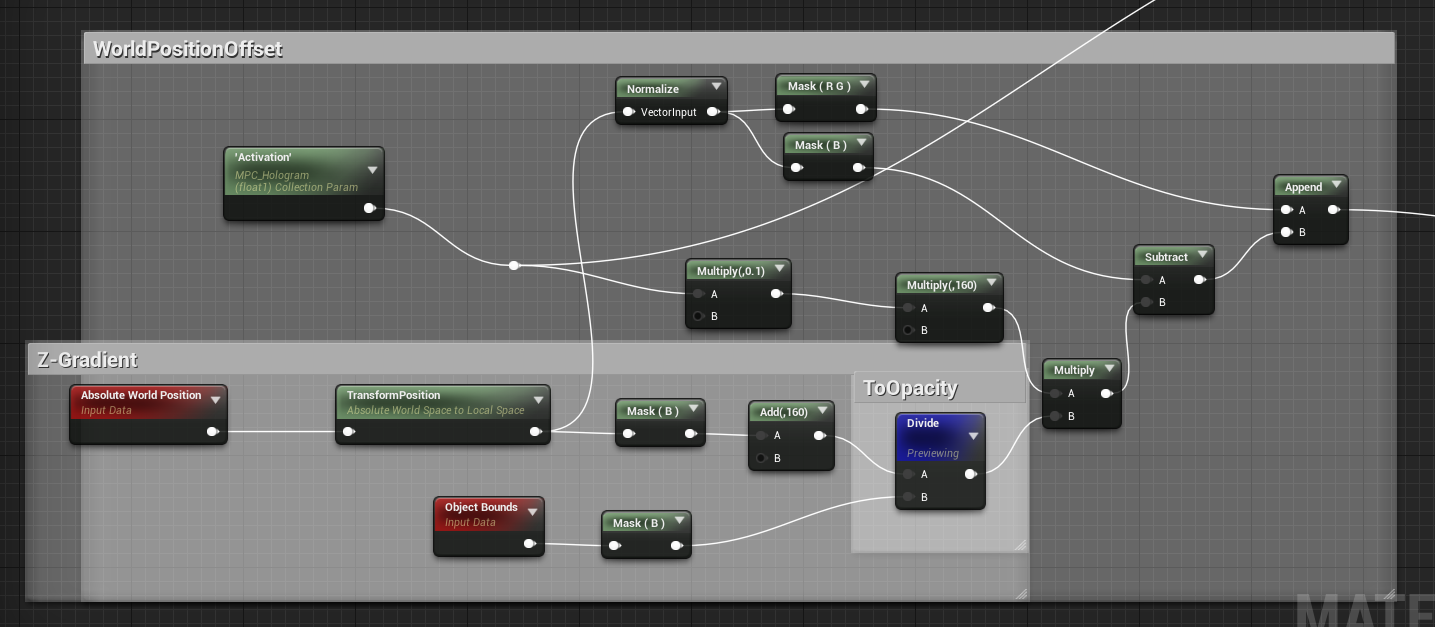 WorldPositionOffset
Normalize
VectorInput
Mask ( R G )
Mask ( B )
'Activation'
MPC_Hologram
(float1) Collection Param
Append
A
B
Subtract
A
B
Multiply(,0.1)
A
B
Multiply(,160)
A
B
Z-Gradient
Absolute World Position
Input Data
TransformPosition
Absolute World Space to Local Space
Mask ( B )
Add(,160)
A
B
ToOpacity
Divide
Previewing
A
B
Multiply
A
B
Object Bounds
Input Data
Mask ( B )